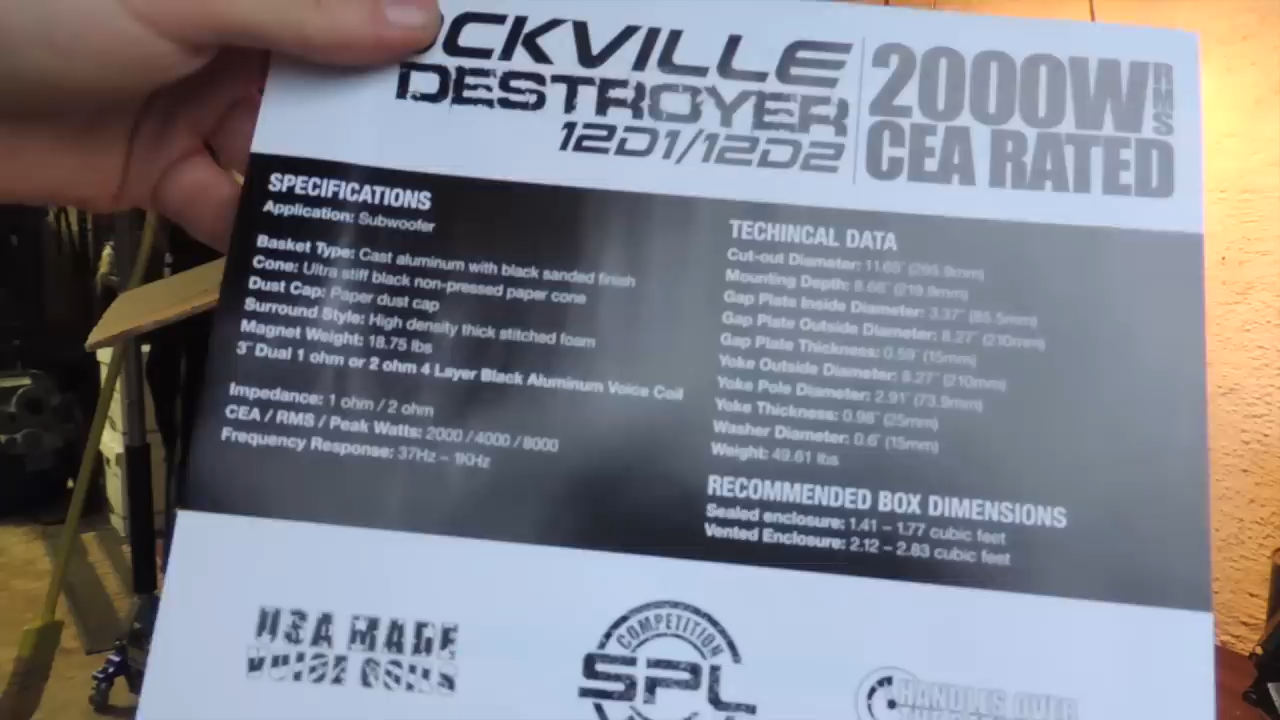 OCKVILLE
DESTROYER
12D1/12D2
2000W RMS
CEA RATED
SPECIFICATIONS
Application: Subwoofer
Basket Type: Cast aluminum with black sanded finish
Cone: Ultra stiff black non-pressed paper cone
Dust Cap: Paper dust cap
Surround Style: High density thick stitched foam
Magnet Weight: 18.75 lbs
3" Dual 1 ohm or 2 ohm 4 Layer Black Aluminum Voice Coil
Impedance: 1 ohm / 2 ohm
CEA / RMS / Peak Watts: 2000 / 4000 / 8000
Frequency Response: 37Hz – 1KHz
TECHINCAL DATA
Cut-out Diameter: 11.65"
Mounting Depth: 8.66" (219.9mm)
Gap Plate Inside Diameter: 3.37" (85.5mm)
Gap Plate Outside Diameter: 8.27" (210mm)
Gap Plate Thickness: 0.59" (15mm)
Yoke Outside Diameter: 8.27" (210mm)
Yoke Pole Diameter: 2.91" (73.9mm)
Yoke Thickness: 0.98" (25mm)
Washer Diameter: 0.6" (15mm)
Weight: 49.61 lbs
RECOMMENDED BOX DIMENSIONS
Sealed enclosure: 1.41 – 1.77 cubic feet
Vented Enclosure: 2.12 – 2.83 cubic feet
USA MADE
VOICE COILS
COMPETITION
SPL
HANDLES OVER